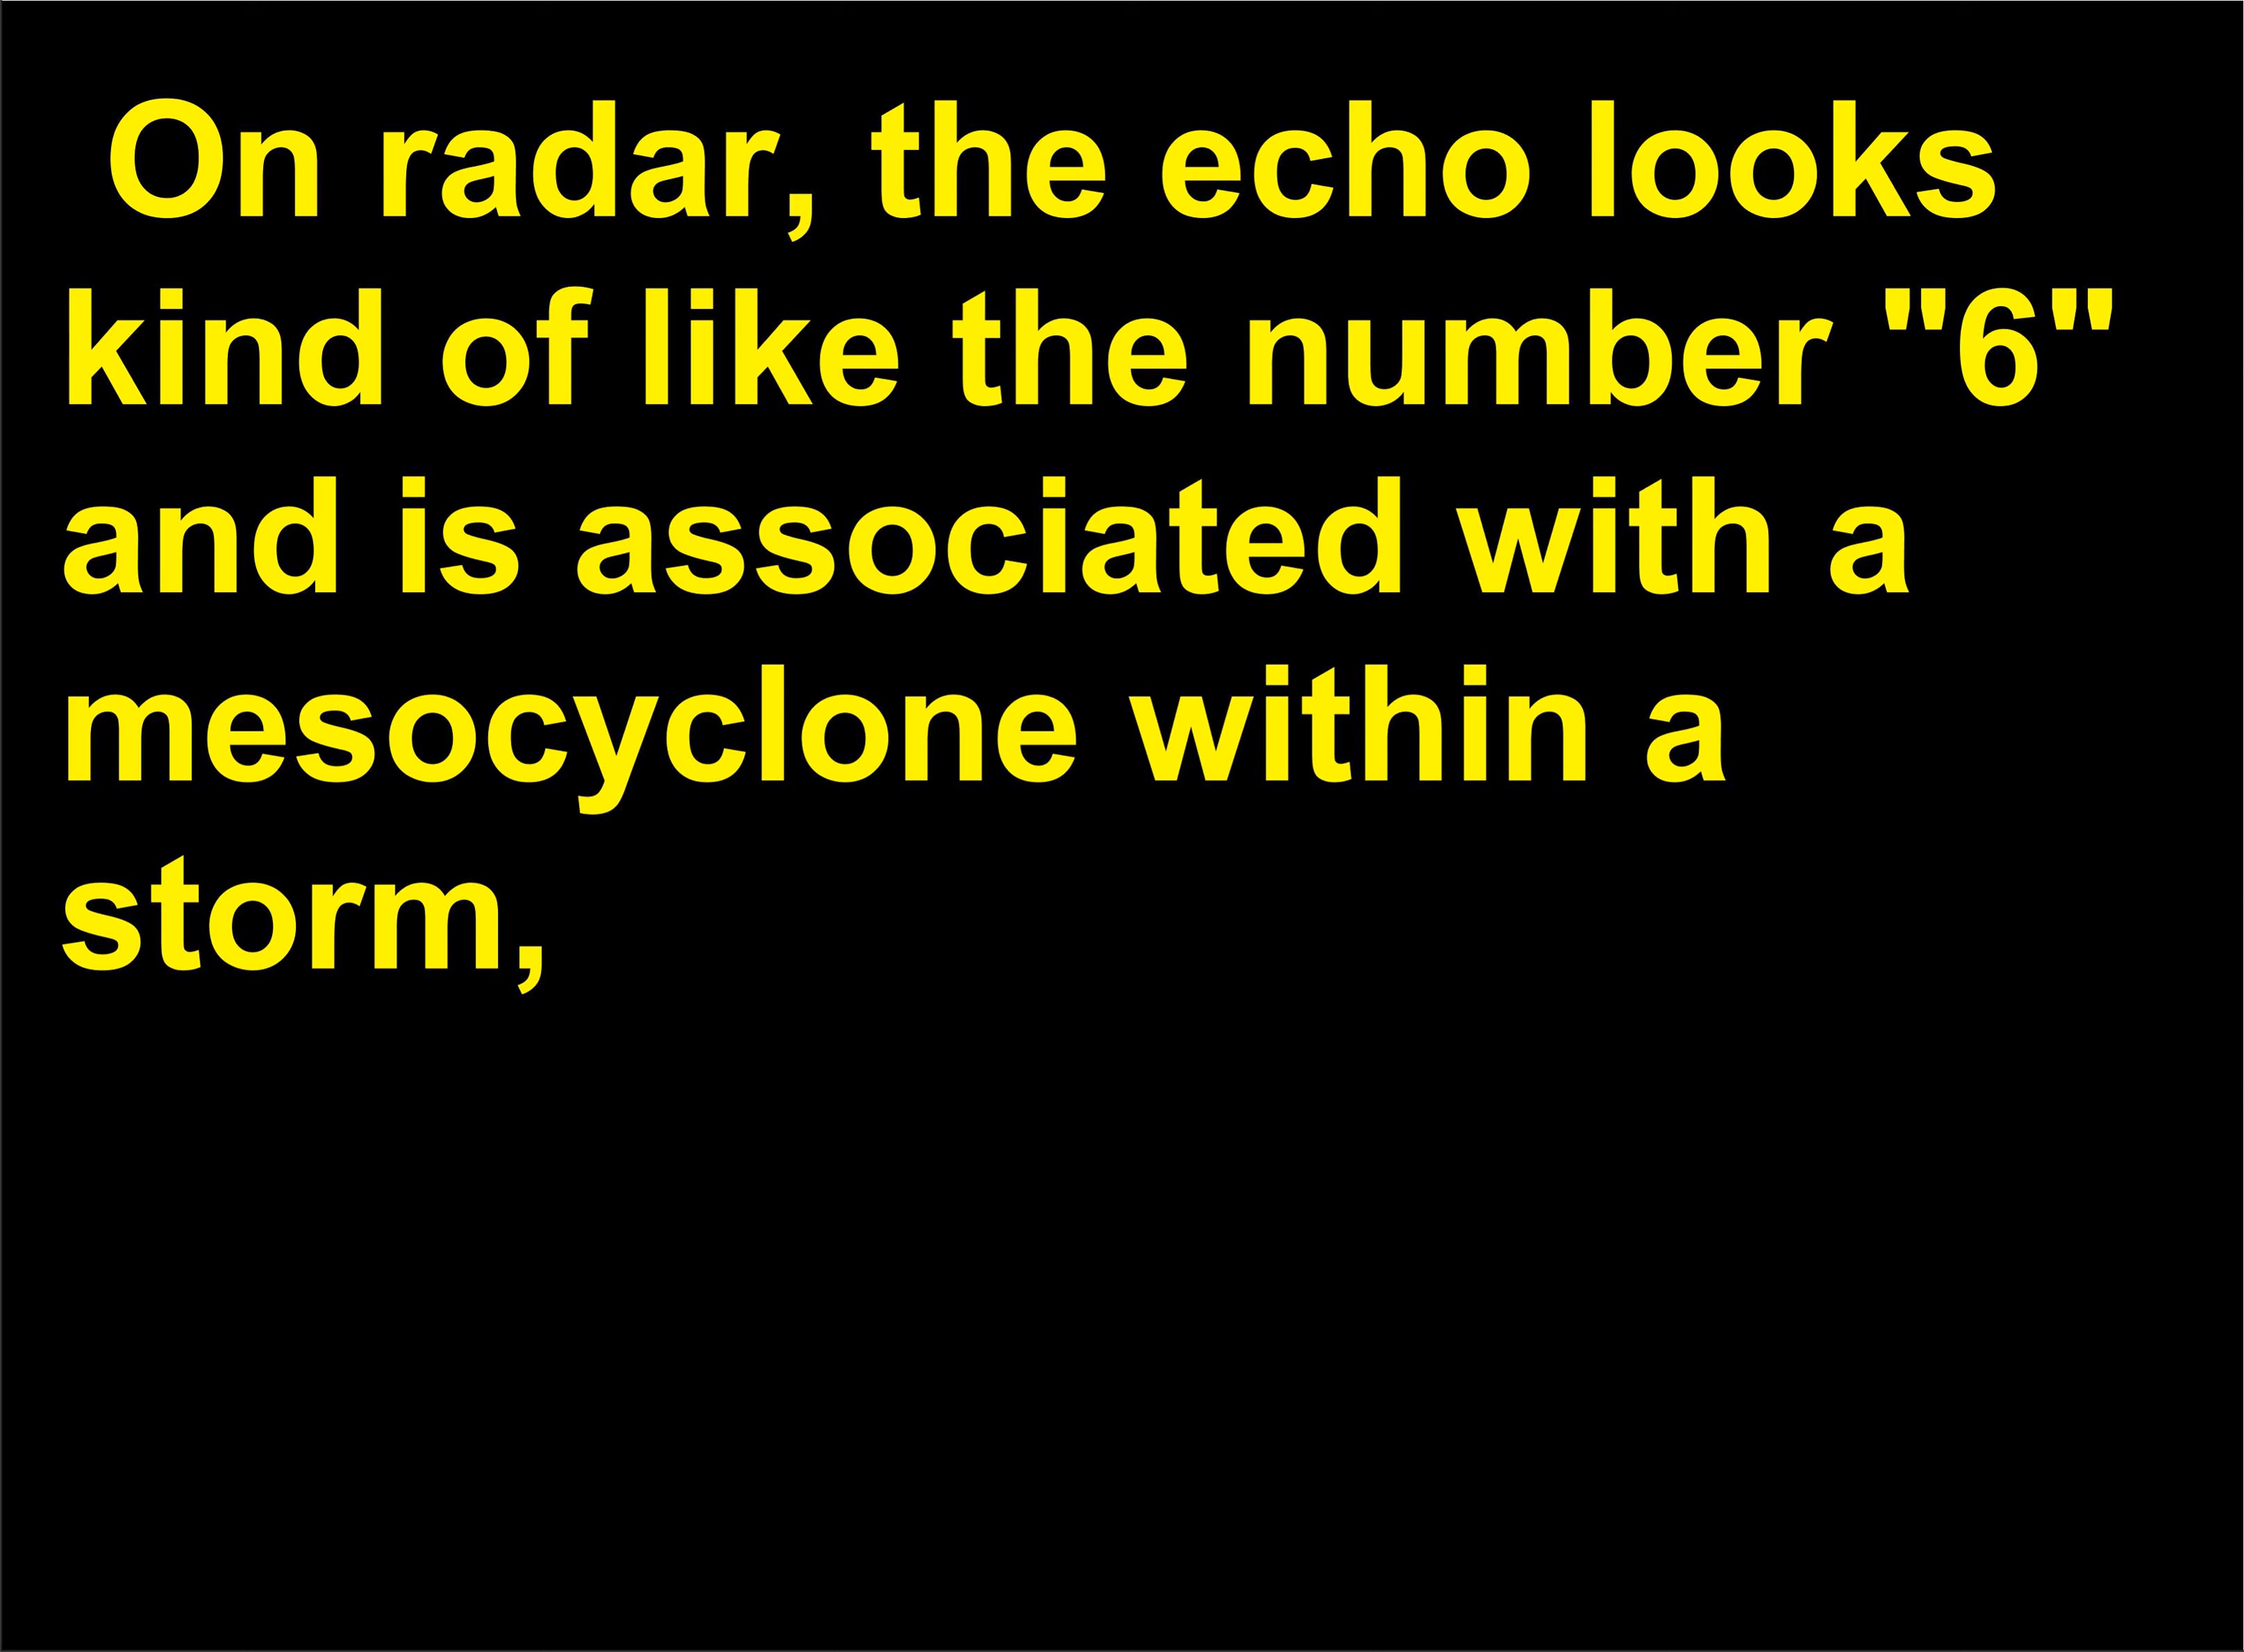 On radar, the echo looks
kind of like the number "6"
and is associated with a
mesocyclone within a
storm,